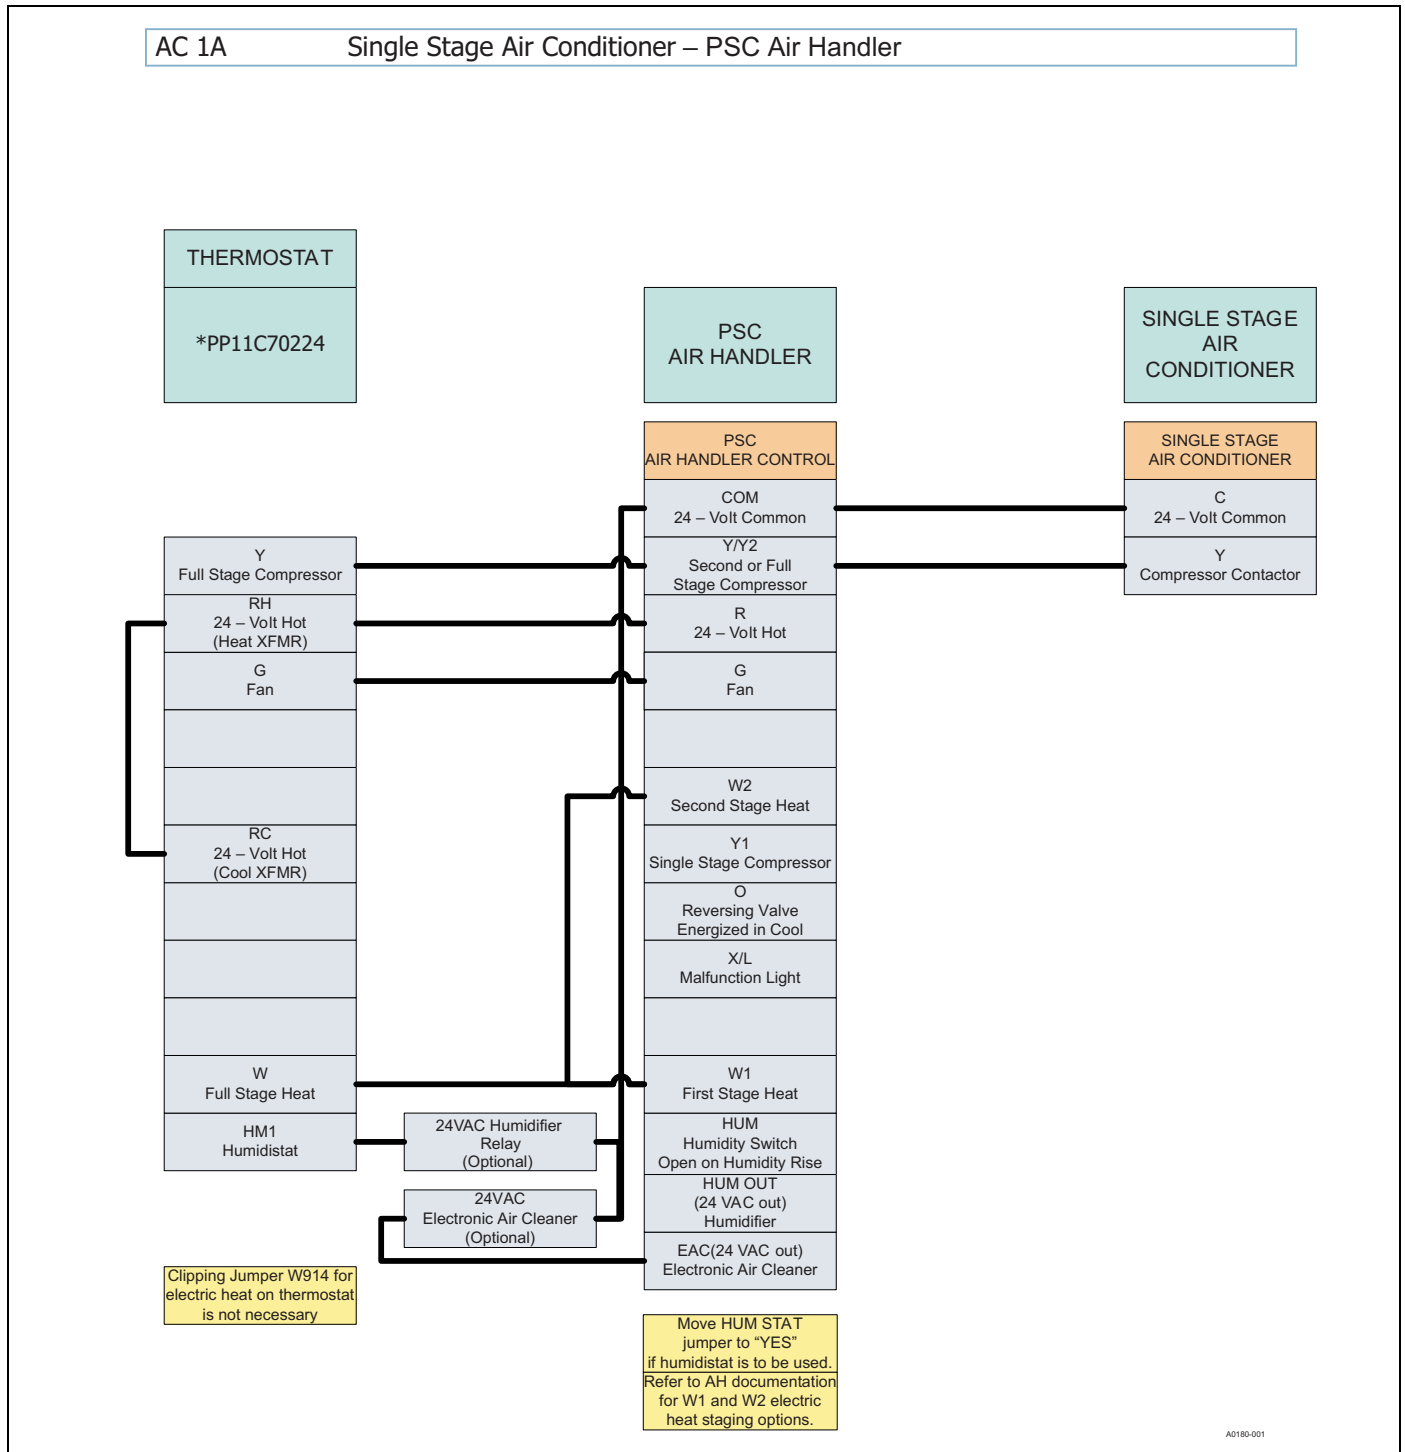 AC 1A Single Stage Air Conditioner – PSC Air Handler
THERMOSTAT
*PP11C70224
PSC
AIR HANDLER
SINGLE STAGE
AIR
CONDITIONER
PSC
AIR HANDLER CONTROL
SINGLE STAGE
AIR CONDITIONER
COM
24 – Volt Common
C
24 – Volt Common
Y
Full Stage Compressor
Y/Y2
Second or Full
Stage Compressor
Y
Compressor Contactor
RH
24 – Volt Hot
(Heat XFMR)
R
24 – Volt Hot
G
Fan
G
Fan
W2
Second Stage Heat
RC
24 – Volt Hot
(Cool XFMR)
Y1
Single Stage Compressor
O
Reversing Valve
Energized in Cool
X/L
Malfunction Light
W
Full Stage Heat
W1
First Stage Heat
HM1
Humidistat
24VAC Humidifier
Relay
(Optional)
HUM
Humidity Switch
Open on Humidity Rise
24VAC
Electronic Air Cleaner
(Optional)
HUM OUT
(24 VAC out)
Humidifier
EAC(24 VAC out)
Electronic Air Cleaner
Clipping Jumper W914 for
electric heat on thermostat
is not necessary
Move HUM STAT
jumper to “YES”
if humidistat is to be used.
Refer to AH documentation
for W1 and W2 electric
heat staging options.
A0180-001